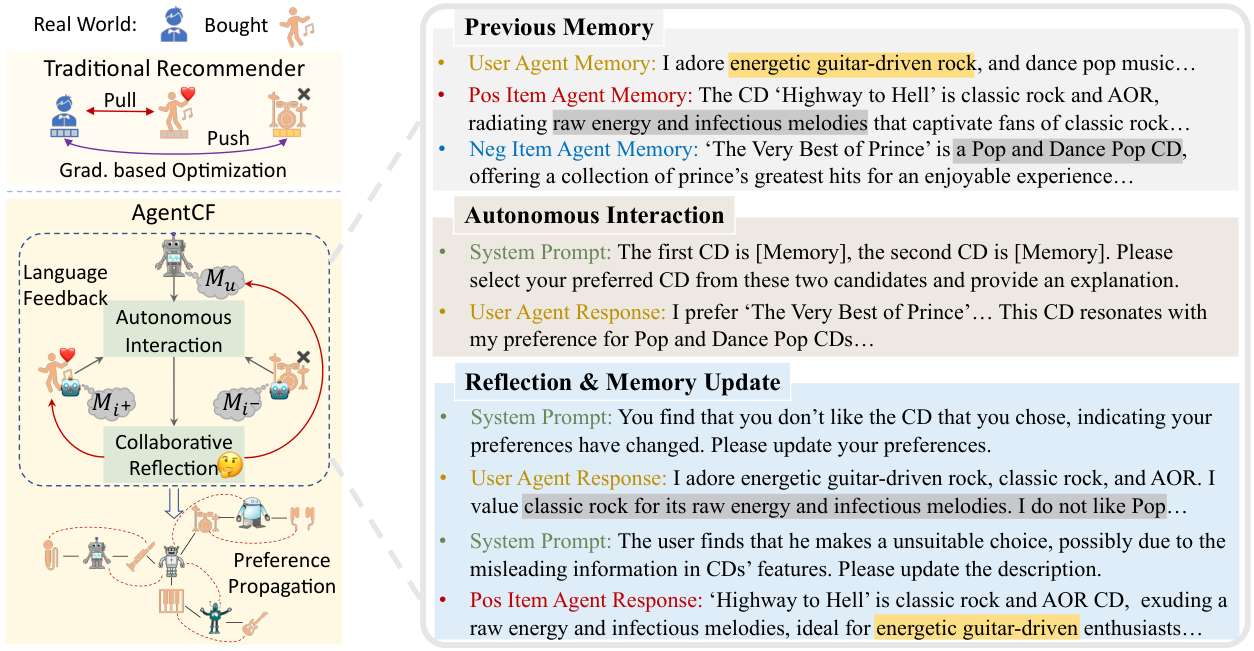 Real World:
Bought
Traditional Recommender
Pull
Push
Grad. based Optimization
AgentCF
Language
Feedback
M_u
Autonomous
Interaction
M_{i^+}
M_{i^-}
Collaborative
Reflection
Preference
Propagation
Previous Memory
• User Agent Memory: I adore energetic guitar-driven rock, and dance pop music…
• Pos Item Agent Memory: The CD ‘Highway to Hell’ is classic rock and AOR,
radiating raw energy and infectious melodies that captivate fans of classic rock…
• Neg Item Agent Memory: ‘The Very Best of Prince’ is a Pop and Dance Pop CD,
offering a collection of prince’s greatest hits for an enjoyable experience…
Autonomous Interaction
• System Prompt: The first CD is [Memory], the second CD is [Memory]. Please
select your preferred CD from these two candidates and provide an explanation.
• User Agent Response: I prefer ‘The Very Best of Prince’… This CD resonates with
my preference for Pop and Dance Pop CDs…
Reflection & Memory Update
• System Prompt: You find that you don’t like the CD that you chose, indicating your
preferences have changed. Please update your preferences.
• User Agent Response: I adore energetic guitar-driven rock, classic rock, and AOR. I
value classic rock for its raw energy and infectious melodies. I do not like Pop…
• System Prompt: The user finds that he makes a unsuitable choice, possibly due to the
misleading information in CDs’ features. Please update the description.
• Pos Item Agent Response: ‘Highway to Hell’ is classic rock and AOR CD, exuding a
raw energy and infectious melodies, ideal for energetic guitar-driven enthusiasts…